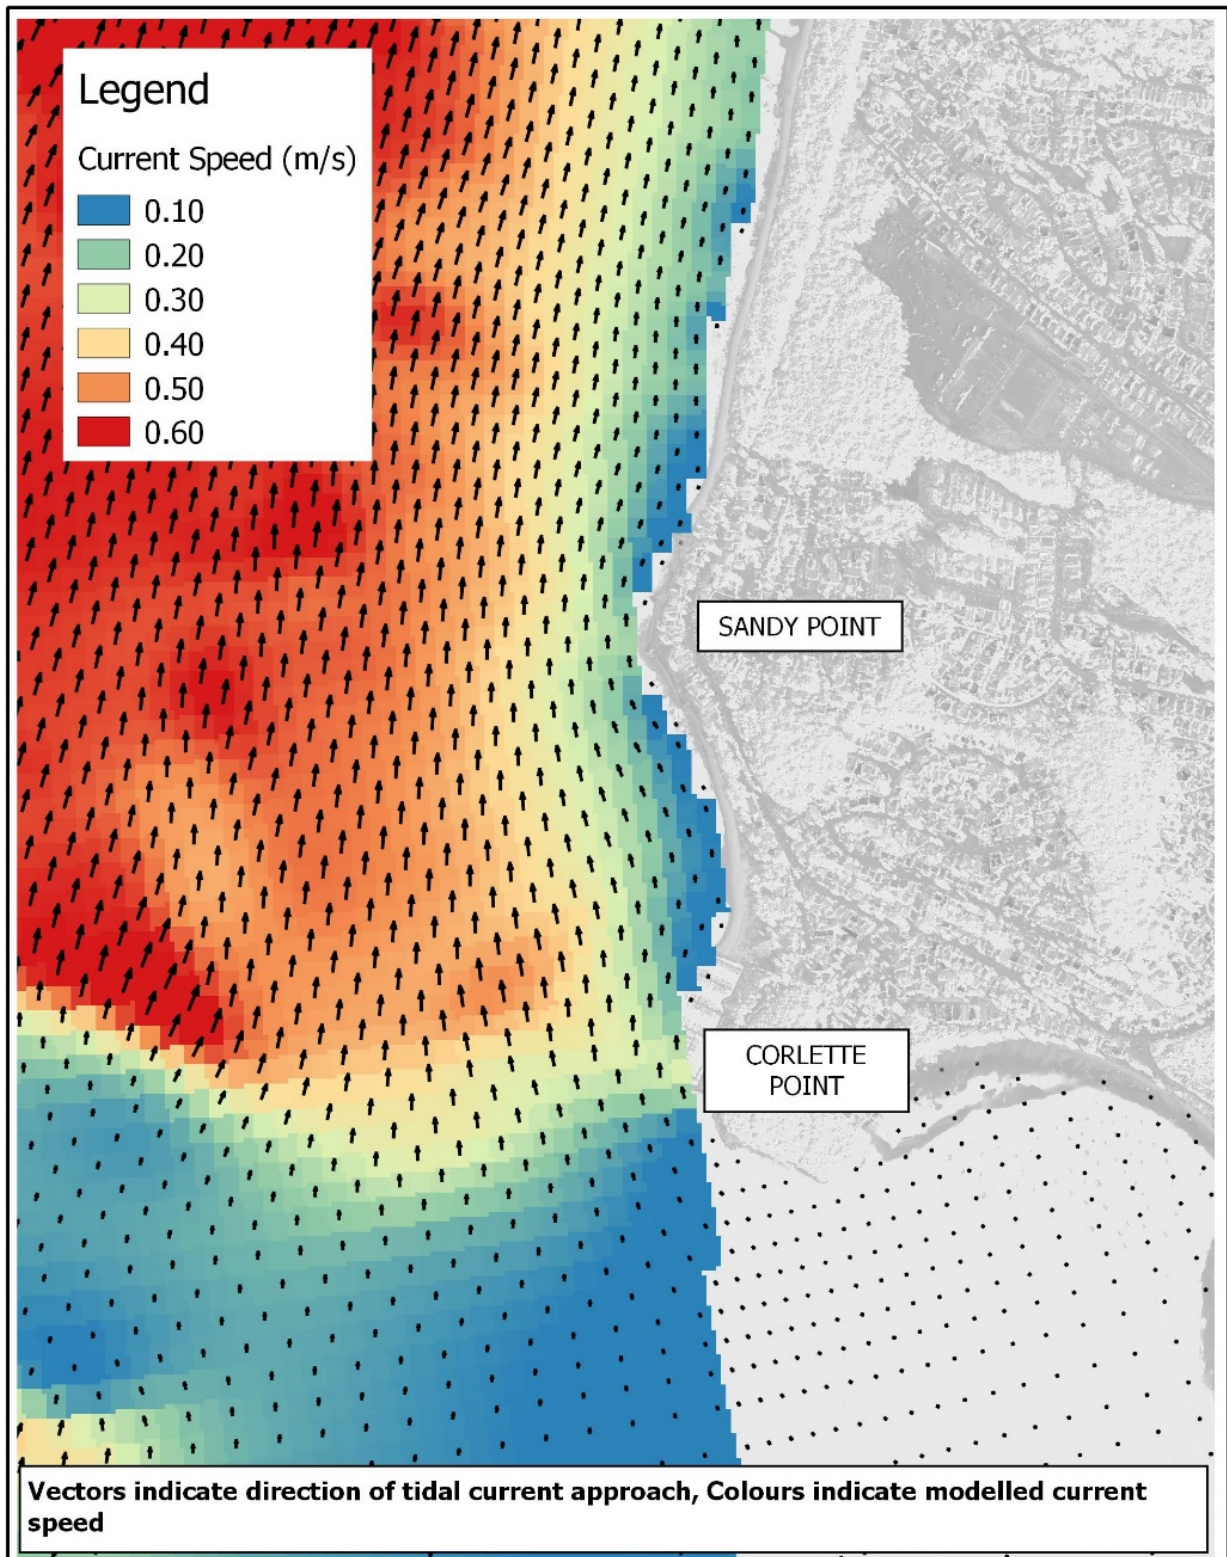 Legend
Current Speed (m/s)
0.10
0.20
0.30
0.40
0.50
0.60
SANDY POINT
CORLETTE
POINT
Vectors indicate direction of tidal current approach, Colours indicate modelled current
speed